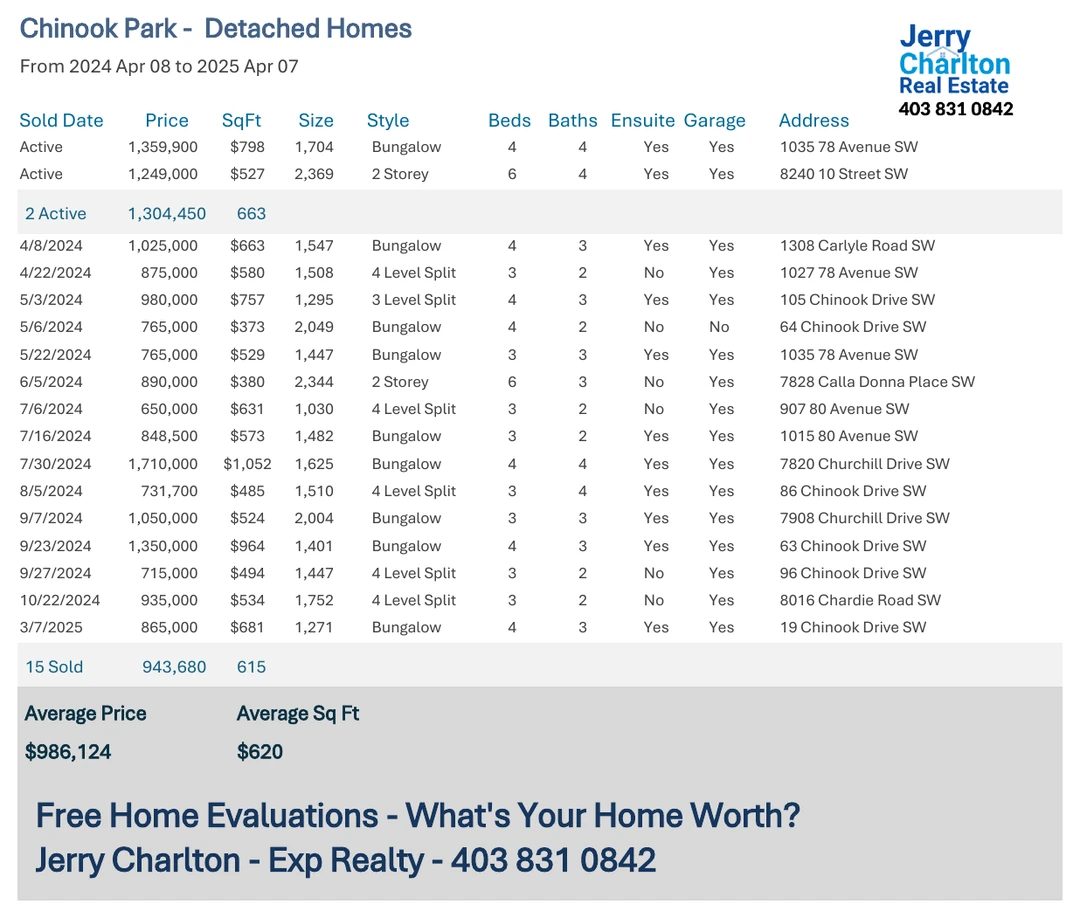 Chinook Park - Detached Homes
From 2024 Apr 08 to 2025 Apr 07
Jerry
Charlton
Real Estate
403 831 0842
Sold Date Price SqFt Size Style Beds Baths Ensuite Garage Address
Active 1,359,900 $798 1,704 Bungalow 4 4 Yes Yes 1035 78 Avenue SW
Active 1,249,000 $527 2,369 2 Storey 6 4 Yes Yes 8240 10 Street SW
2 Active 1,304,450 663
4/8/2024 1,025,000 $663 1,547 Bungalow 4 3 Yes Yes 1308 Carlyle Road SW
4/22/2024 875,000 $580 1,508 4 Level Split 3 2 No Yes 1027 78 Avenue SW
5/3/2024 980,000 $757 1,295 3 Level Split 4 3 Yes Yes 105 Chinook Drive SW
5/6/2024 765,000 $373 2,049 Bungalow 4 2 No No 64 Chinook Drive SW
5/22/2024 765,000 $529 1,447 Bungalow 3 3 Yes Yes 1035 78 Avenue SW
6/5/2024 890,000 $380 2,344 2 Storey 6 3 No Yes 7828 Calla Donna Place SW
7/6/2024 650,000 $631 1,030 4 Level Split 3 2 No Yes 907 80 Avenue SW
7/16/2024 848,500 $573 1,482 Bungalow 3 2 Yes Yes 1015 80 Avenue SW
7/30/2024 1,710,000 $1,052 1,625 Bungalow 4 4 Yes Yes 7820 Churchill Drive SW
8/5/2024 731,700 $485 1,510 4 Level Split 3 4 Yes Yes 86 Chinook Drive SW
9/7/2024 1,050,000 $524 2,004 Bungalow 3 3 Yes Yes 7908 Churchill Drive SW
9/23/2024 1,350,000 $964 1,401 Bungalow 4 3 Yes Yes 63 Chinook Drive SW
9/27/2024 715,000 $494 1,447 4 Level Split 3 2 No Yes 96 Chinook Drive SW
10/22/2024 935,000 $534 1,752 4 Level Split 3 2 No Yes 8016 Chardie Road SW
3/7/2025 865,000 $681 1,271 Bungalow 4 3 Yes Yes 19 Chinook Drive SW
15 Sold 943,680 615
Average Price Average Sq Ft
$986,124 $620
Free Home Evaluations - What's Your Home Worth?
Jerry Charlton - Exp Realty - 403 831 0842